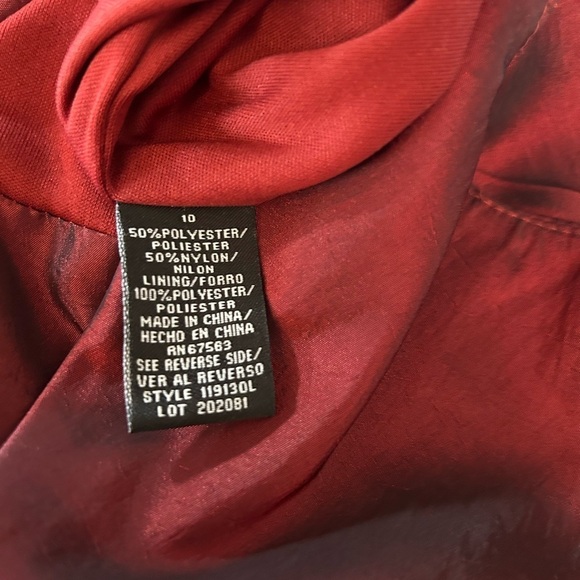 10
50%POLYESTER/
POLIESTER
50%NYLON/
NILON
LINING/FORRO
100%POLYESTER/
POLIESTER
MADE IN CHINA/
HECHO EN CHINA
RN67563
SEE REVERSE SIDE/
VER AL REVERSO
STYLE 119130L
LOT 202081